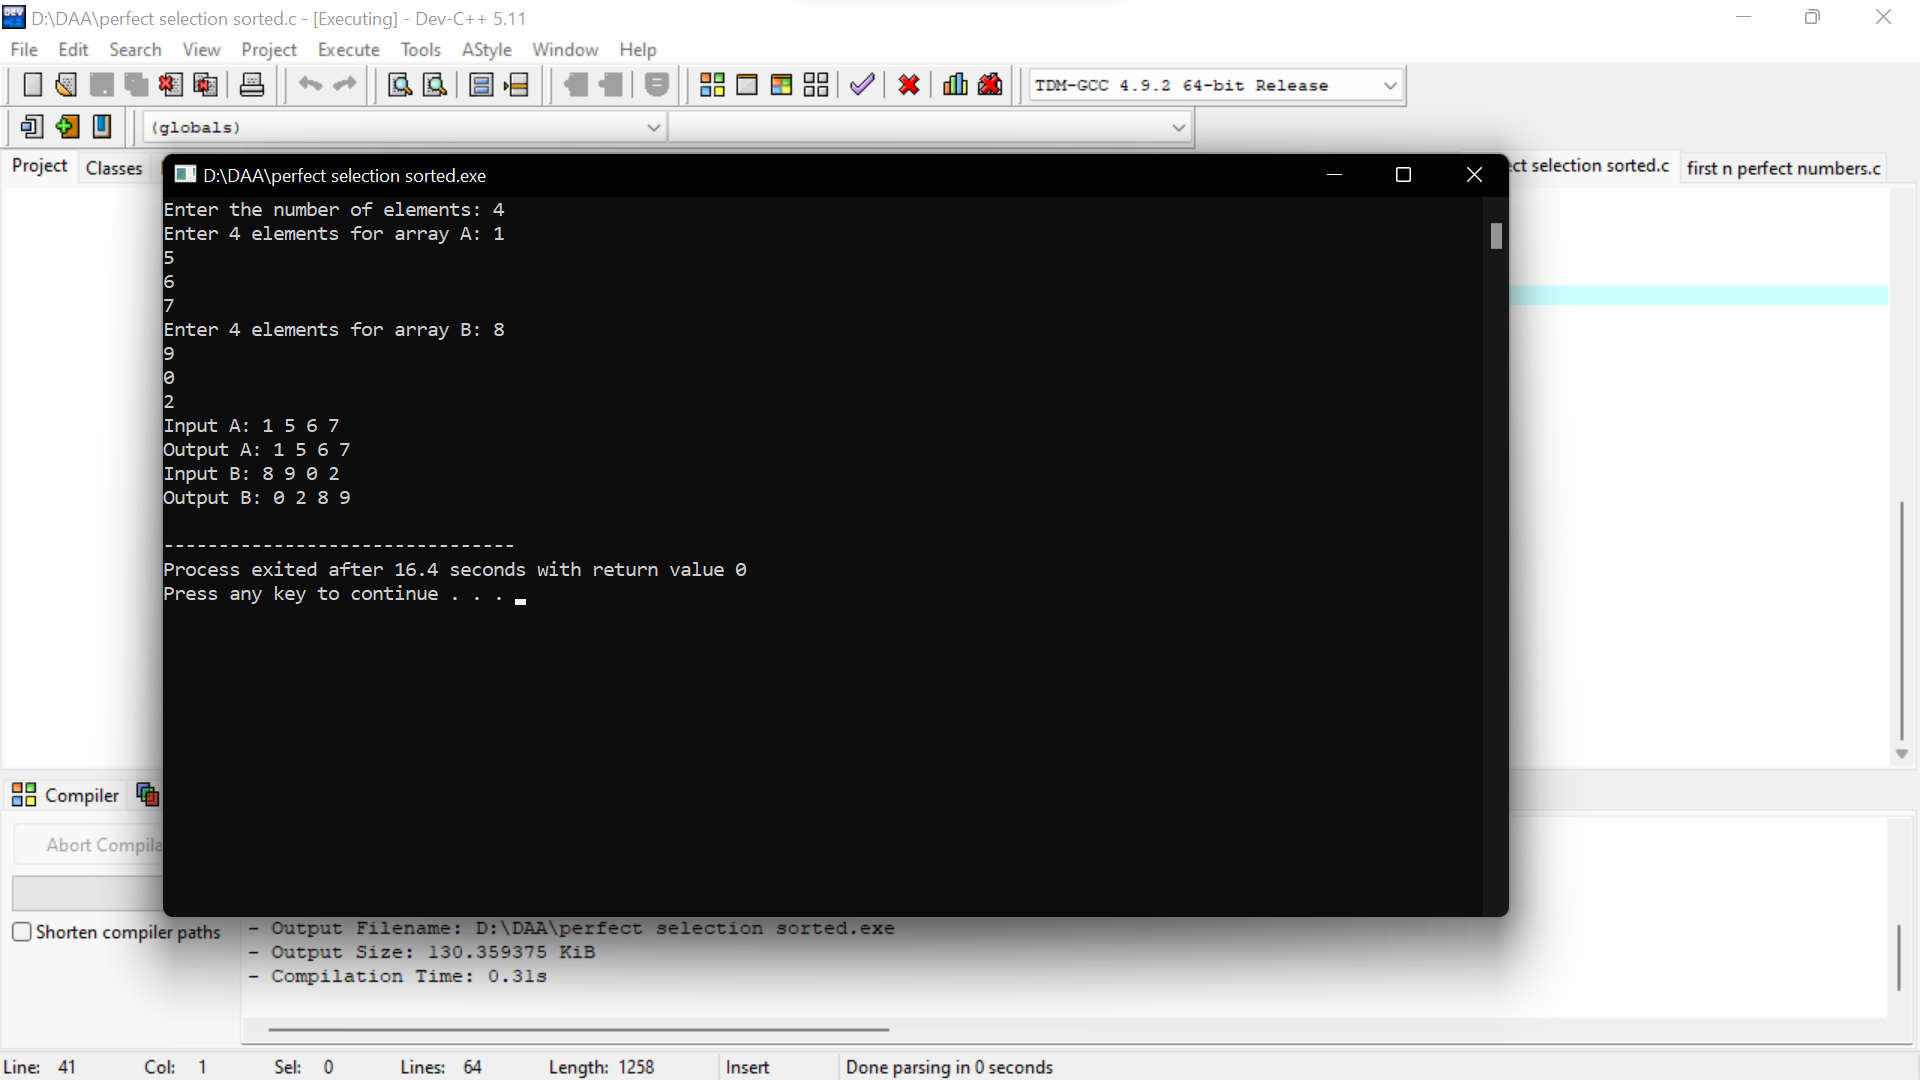 D:\DAA\perfect selection sorted.c - [Executing] - Dev-C++ 5.11
File Edit Search View Project Execute Tools AStyle Window Help
TDM-GCC 4.9.2 64-bit Release
(globals)
Project Classes
ct selection sorted.c first n perfect numbers.c
D:\DAA\perfect selection sorted.exe
Enter the number of elements: 4
Enter 4 elements for array A: 1
5
6
7
Enter 4 elements for array B: 8
9
0
2
Input A: 1 5 6 7
Output A: 1 5 6 7
Input B: 8 9 0 2
Output B: 0 2 8 9
--------------------------------
Process exited after 16.4 seconds with return value 0
Press any key to continue . . .
Compiler
Abort Compila
Shorten compiler paths
- Output Filename: D:\DAA\perfect selection sorted.exe
- Output Size: 130.359375 KiB
- Compilation Time: 0.31s
Line: 41 Col: 1 Sel: 0 Lines: 64 Length: 1258 Insert Done parsing in 0 seconds